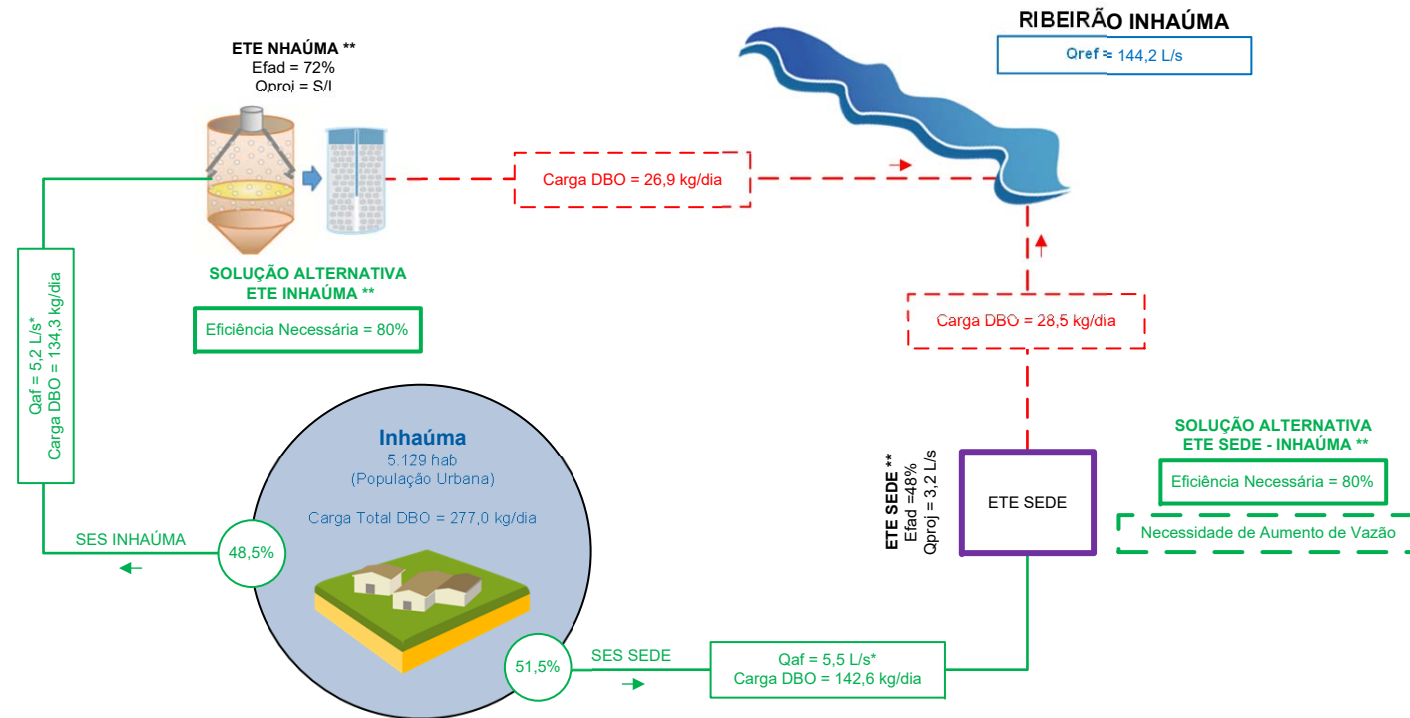 RIBEIRÃO INHAÚMA
Qref = 144,2 L/s
ETE NHAÚMA **
Efad = 72%
Qproj = S/I
Carga DBO = 26,9 kg/dia
SOLUÇÃO ALTERNATIVA
ETE INHAÚMA **
Eficiência Necessária = 80%
Qaf = 5,2 L/s*
Carga DBO = 134,3 kg/dia
Carga DBO = 28,5 kg/dia
Inhaúma
5.129 hab
(População Urbana)
Carga Total DBO = 277,0 kg/dia
SES INHAÚMA
48,5%
ETE SEDE **
Efad =48%
Qproj = 3,2 L/s
ETE SEDE
SOLUÇÃO ALTERNATIVA
ETE SEDE - INHAÚMA **
Eficiência Necessária = 80%
Necessidade de Aumento de Vazão
51,5%
SES SEDE
Qaf = 5,5 L/s*
Carga DBO = 142,6 kg/dia